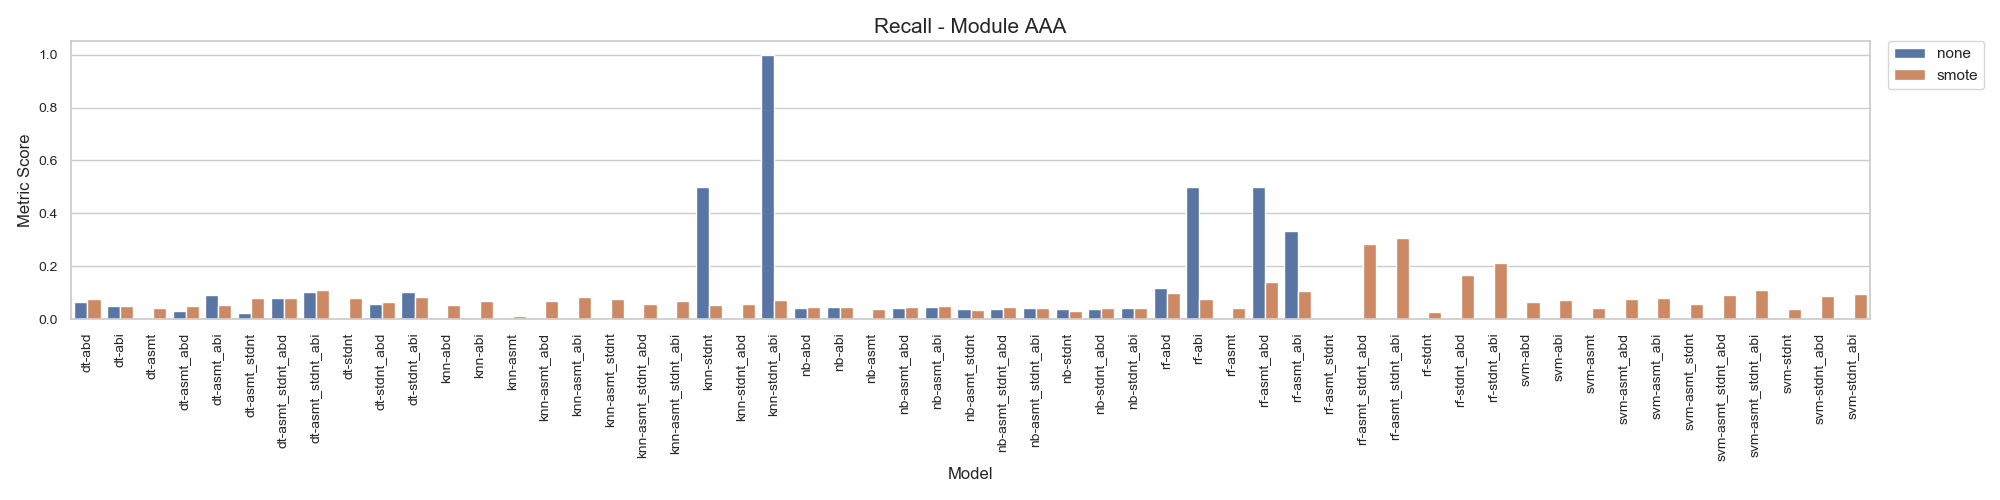 Recall - Module AAA
none
smote
Metric Score
1.0
0.8
0.6
0.4
0.2
0.0
dt-abd
dt-abi
dt-asmt
dt-asmt_abd
dt-asmt_abi
dt-asmt_stdnt
dt-asmt_stdnt_abd
dt-asmt_stdnt_abi
dt-stdnt
dt-stdnt_abd
dt-stdnt_abi
knn-abd
knn-abi
knn-asmt
knn-asmt_abd
knn-asmt_abi
knn-asmt_stdnt
knn-asmt_stdnt_abd
knn-asmt_stdnt_abi
knn-stdnt
knn-stdnt_abd
knn-stdnt_abi
nb-abd
nb-abi
nb-asmt
nb-asmt_abd
nb-asmt_abi
nb-asmt_stdnt
nb-asmt_stdnt_abd
nb-asmt_stdnt_abi
nb-stdnt
nb-stdnt_abd
nb-stdnt_abi
rf-abd
rf-abi
rf-asmt
rf-asmt_abd
rf-asmt_abi
rf-asmt_stdnt
rf-asmt_stdnt_abd
rf-asmt_stdnt_abi
rf-stdnt
rf-stdnt_abd
rf-stdnt_abi
svm-abd
svm-abi
svm-asmt
svm-asmt_abd
svm-asmt_abi
svm-asmt_stdnt
svm-asmt_stdnt_abd
svm-asmt_stdnt_abi
svm-stdnt
svm-stdnt_abd
svm-stdnt_abi
Model